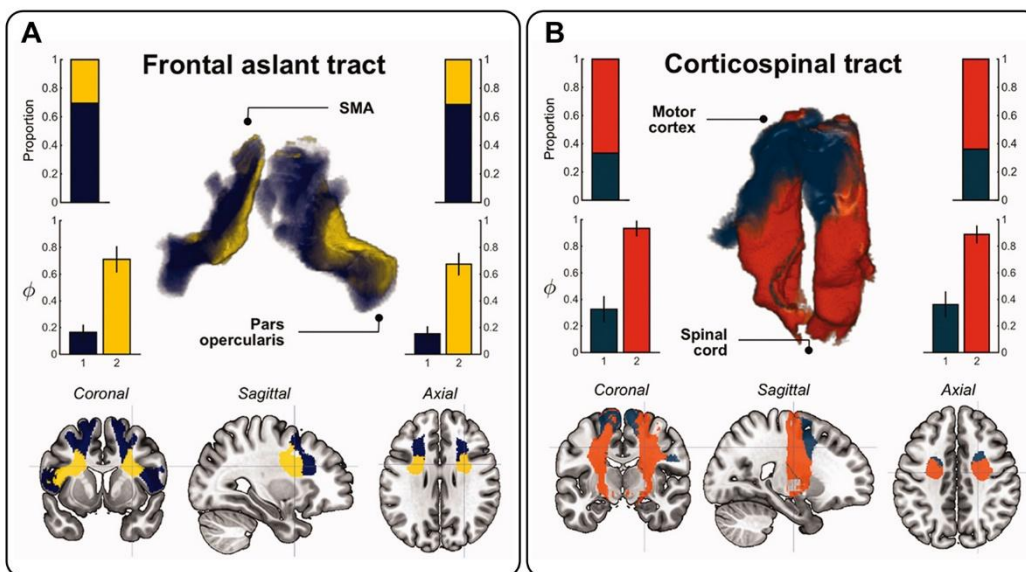 A
Frontal aslant tract
1
0.8
0.6
0.4
0.2
0
Proportion
1
0.8
0.6
0.4
0.2
0
SMA
1
0.8
0.6
0.4
0.2
0
ϕ
1 2
1
0.8
0.6
0.4
0.2
0
1 2
Pars
opercularis
Coronal
Sagittal
Axial
B
Corticospinal tract
1
0.8
0.6
0.4
0.2
0
Proportion
1
0.8
0.6
0.4
0.2
0
Motor
cortex
1
0.8
0.6
0.4
0.2
0
ϕ
1 2
1
0.8
0.6
0.4
0.2
0
1 2
Spinal
cord
Coronal
Sagittal
Axial